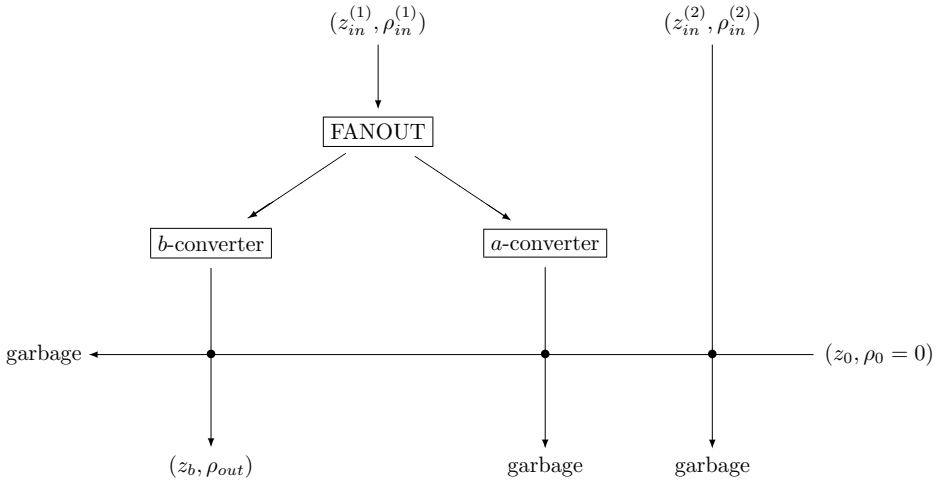 (z_{in}^{(1)}, ρ_{in}^{(1)}) (z_{in}^{(2)}, ρ_{in}^{(2)})
FANOUT
b-converter a-converter
garbage (z_0, ρ_0 = 0)
(z_b, ρ_{out}) garbage garbage